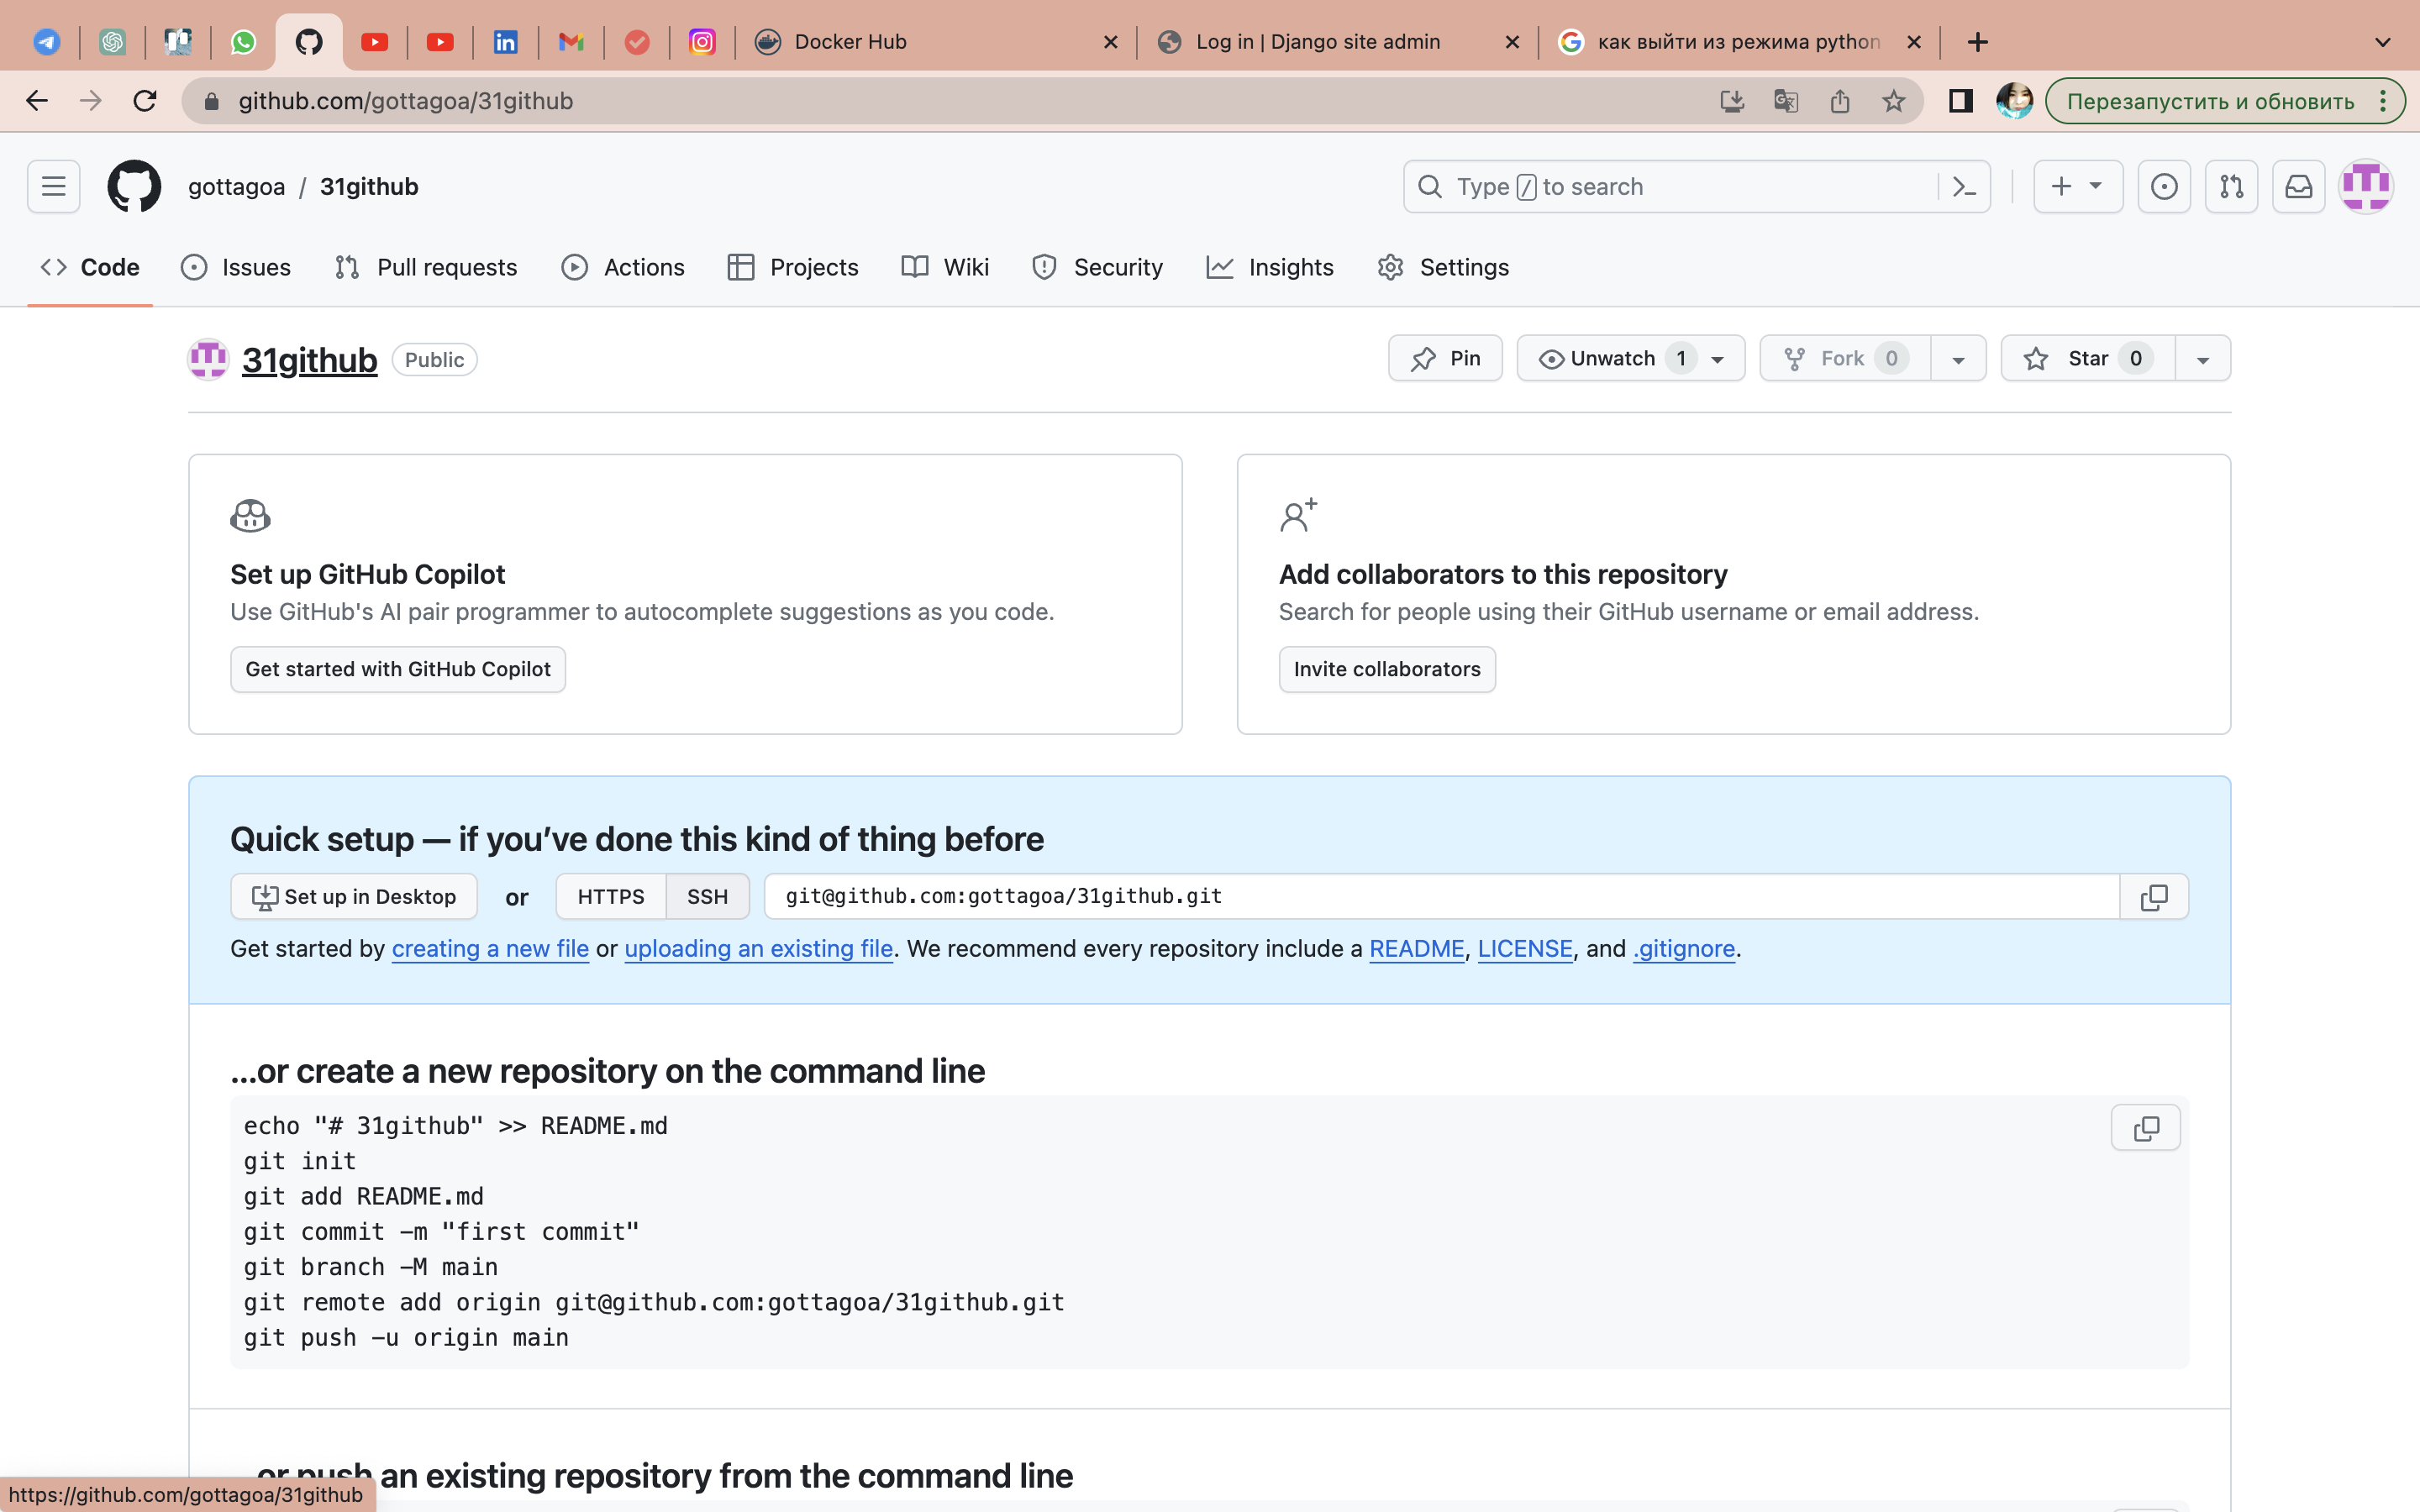 Docker Hub
Log in | Django site admin
как выйти из режима python
github.com/gottagoa/31github
Перезапустить и обновить
gottagoa / 31github
Type / to search
Code
Issues
Pull requests
Actions
Projects
Wiki
Security
Insights
Settings
31github Public
Pin
Unwatch 1
Fork 0
Star 0
Set up GitHub Copilot
Use GitHub's AI pair programmer to autocomplete suggestions as you code.
Get started with GitHub Copilot
Add collaborators to this repository
Search for people using their GitHub username or email address.
Invite collaborators
Quick setup — if you’ve done this kind of thing before
Set up in Desktop or HTTPS SSH git@github.com:gottagoa/31github.git
Get started by creating a new file or uploading an existing file. We recommend every repository include a README, LICENSE, and .gitignore.
…or create a new repository on the command line
echo "# 31github" >> README.md
git init
git add README.md
git commit -m "first commit"
git branch -M main
git remote add origin git@github.com:gottagoa/31github.git
git push -u origin main
or push an existing repository from the command line
https://github.com/gottagoa/31github